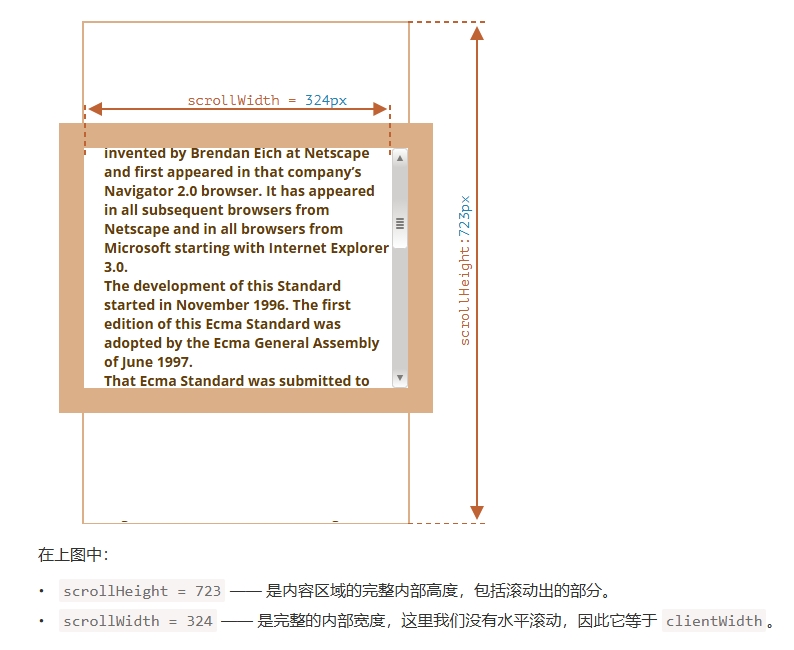 scrollWidth = 324px
invented by Brendan Eich at Netscape
and first appeared in that company’s
Navigator 2.0 browser. It has appeared
in all subsequent browsers from
Netscape and in all browsers from
Microsoft starting with Internet Explorer
3.0.
The development of this Standard
started in November 1996. The first
edition of this Ecma Standard was
adopted by the Ecma General Assembly
of June 1997.
That Ecma Standard was submitted to
scrollHeight:723px
在上图中：
• scrollHeight = 723 —— 是内容区域的完整内部高度，包括滚动出的部分。
• scrollWidth = 324 —— 是完整的内部宽度，这里我们没有水平滚动，因此它等于 clientWidth。